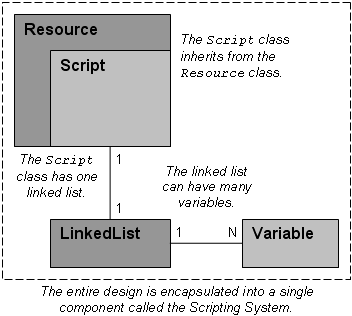 Resource
Script
The Script class
inherits from the
Resource class.
The Script
class has one
linked list.
1
1
The linked list
can have many
variables.
LinkedList
1
N
Variable
The entire design is encapsulated into a single
component called the Scripting System.